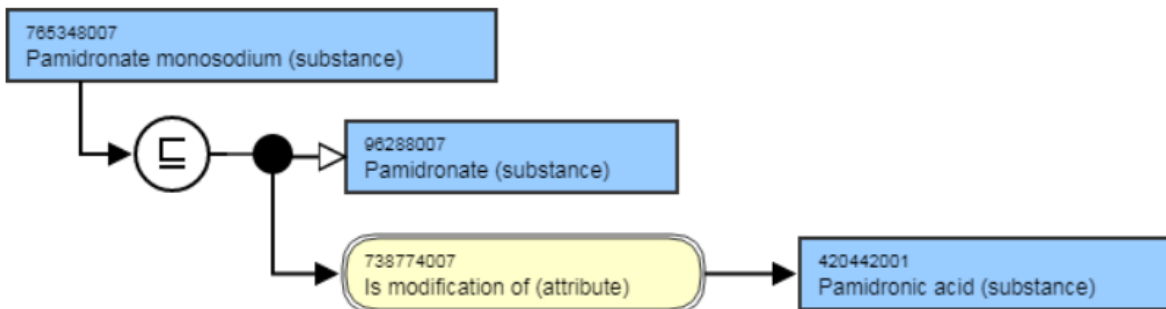 765348007
Pamidronate monosodium (substance)
⊑
96288007
Pamidronate (substance)
738774007
Is modification of (attribute)
420442001
Pamidronic acid (substance)